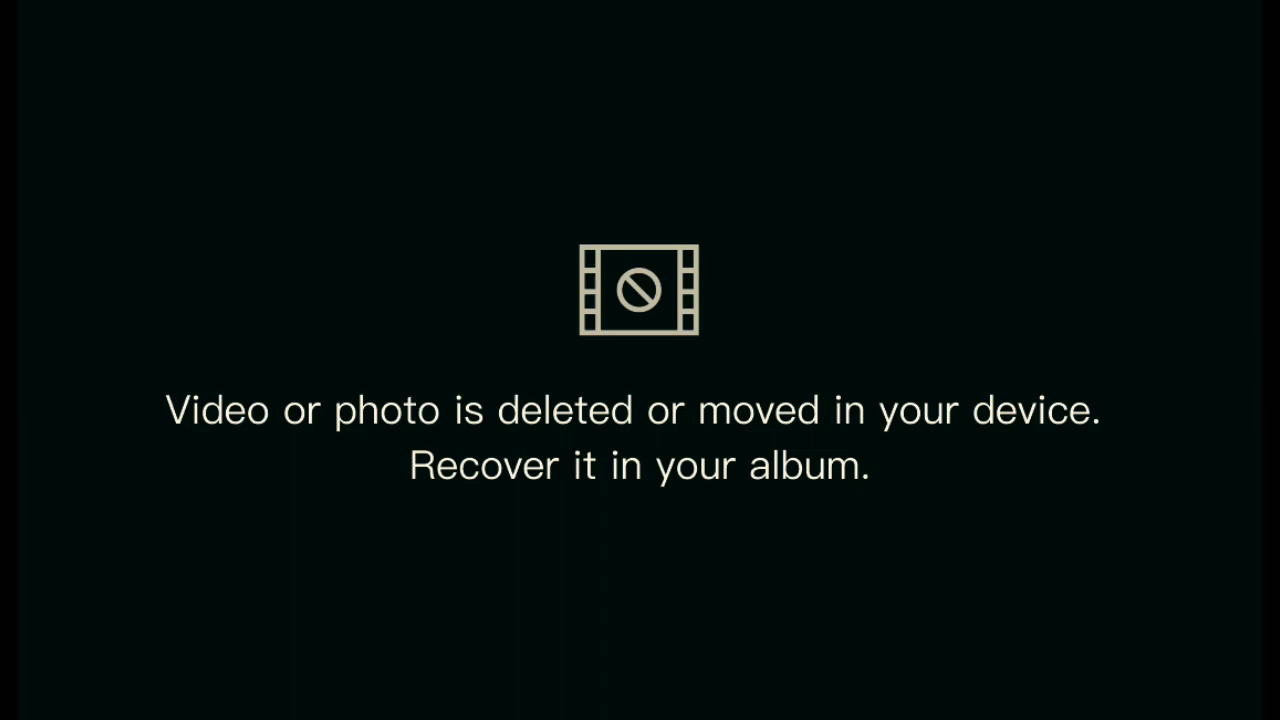 Video or photo is deleted or moved in your device.
Recover it in your album.